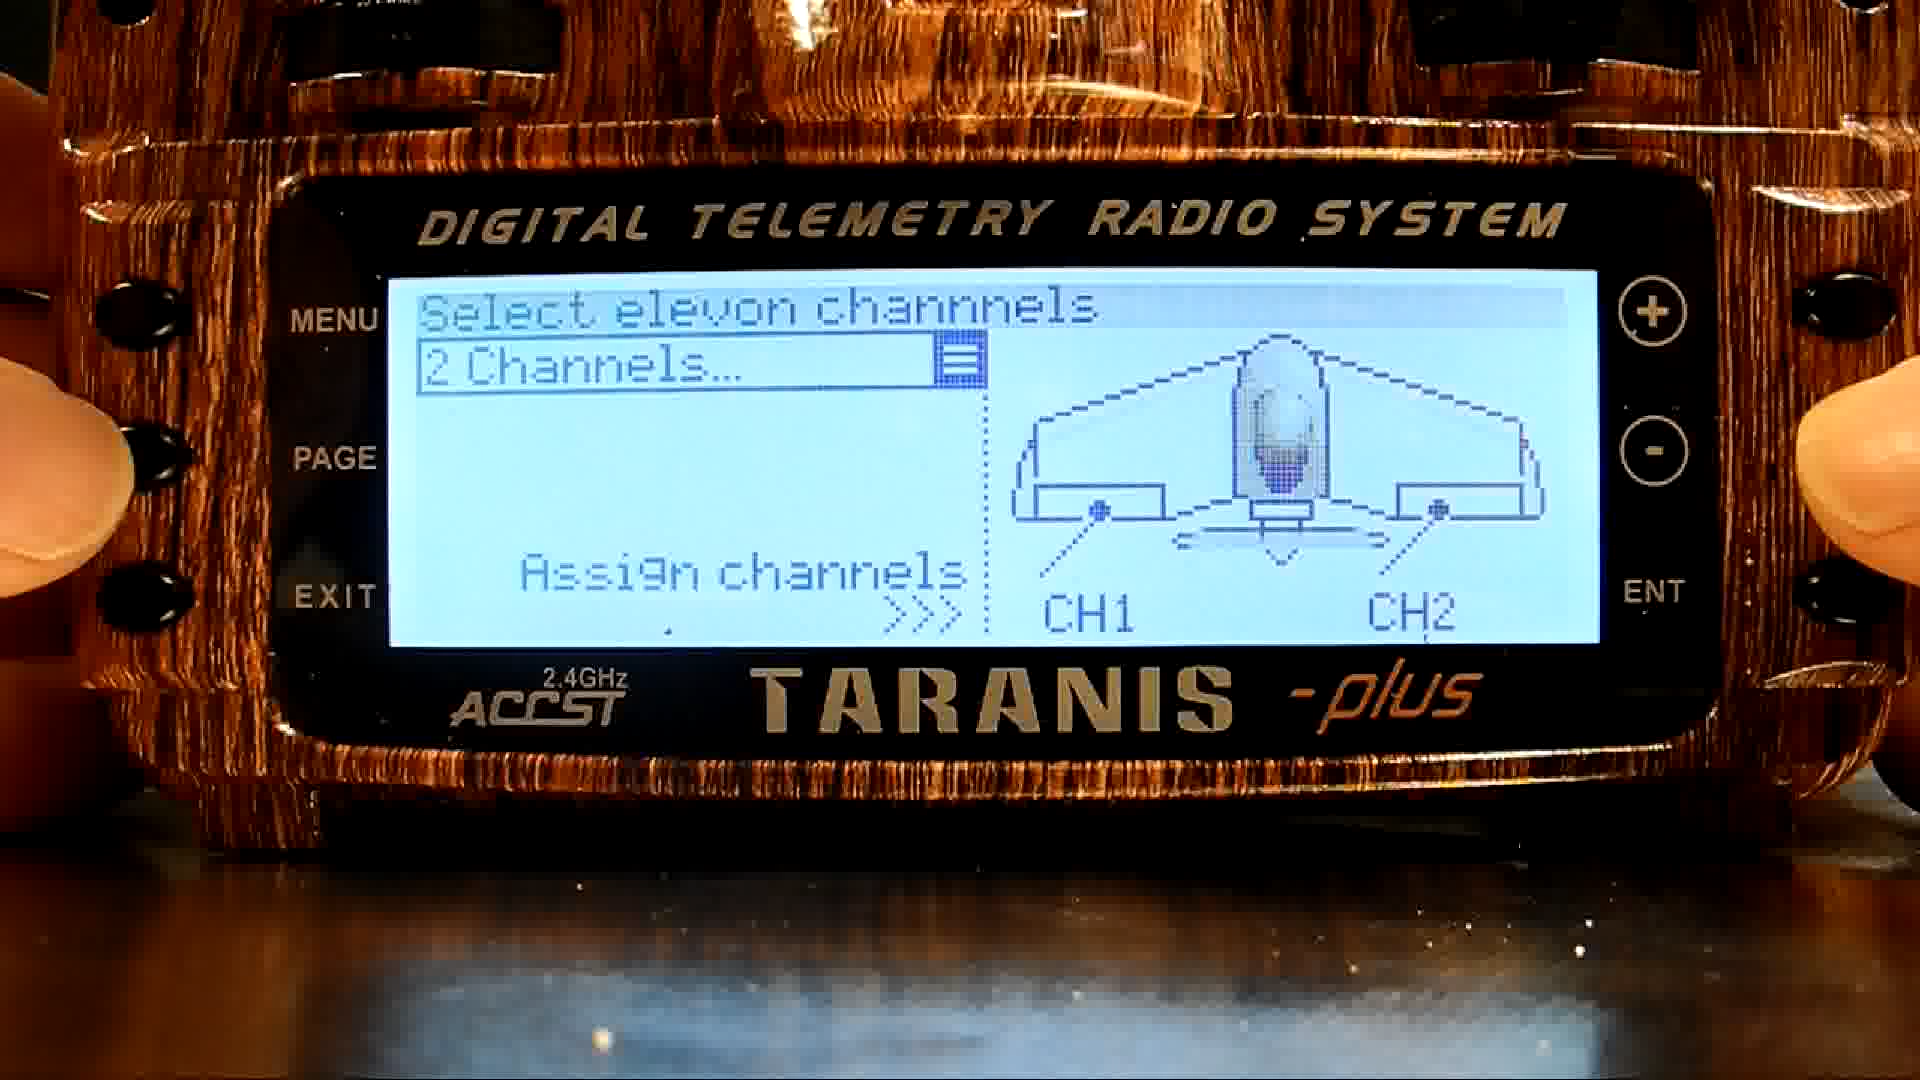 DIGITAL TELEMETRY RADIO SYSTEM
MENU
PAGE
EXIT
Select elevon channnels
2 Channels...
Assign channels
>>>
CH1
CH2
+
-
ENT
2.4GHz
ACCST
TARANIS -plus